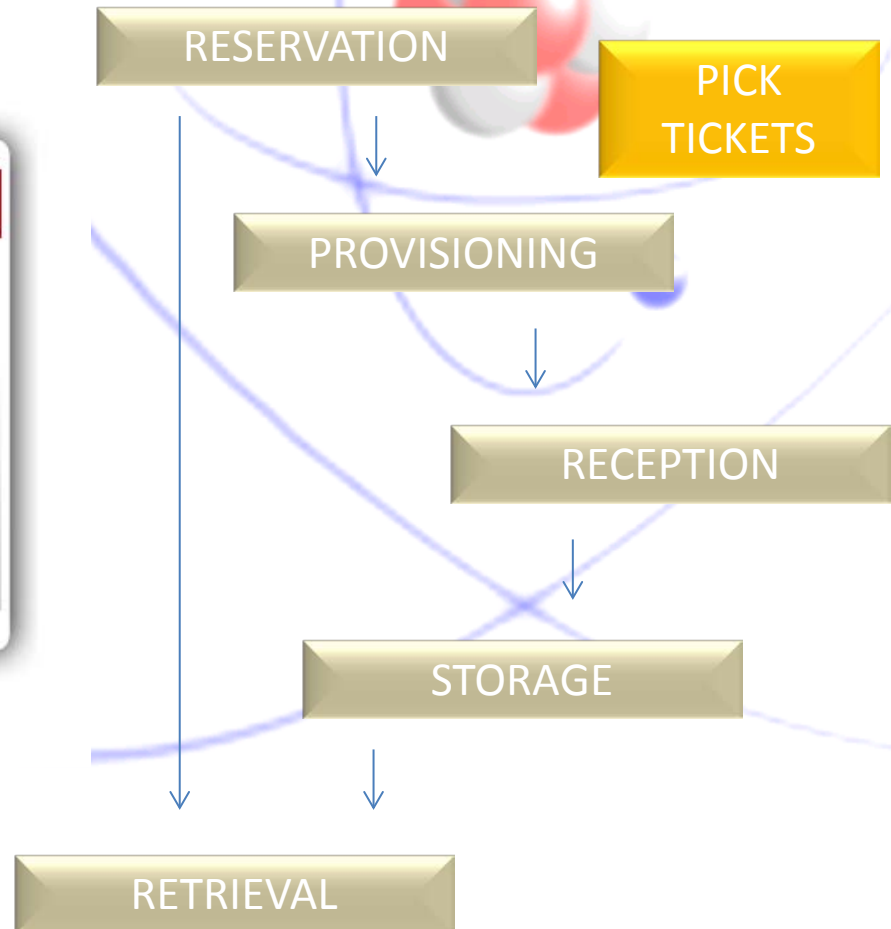 RESERVATION
PICK
TICKETS
PROVISIONING
RECEPTION
STORAGE
RETRIEVAL